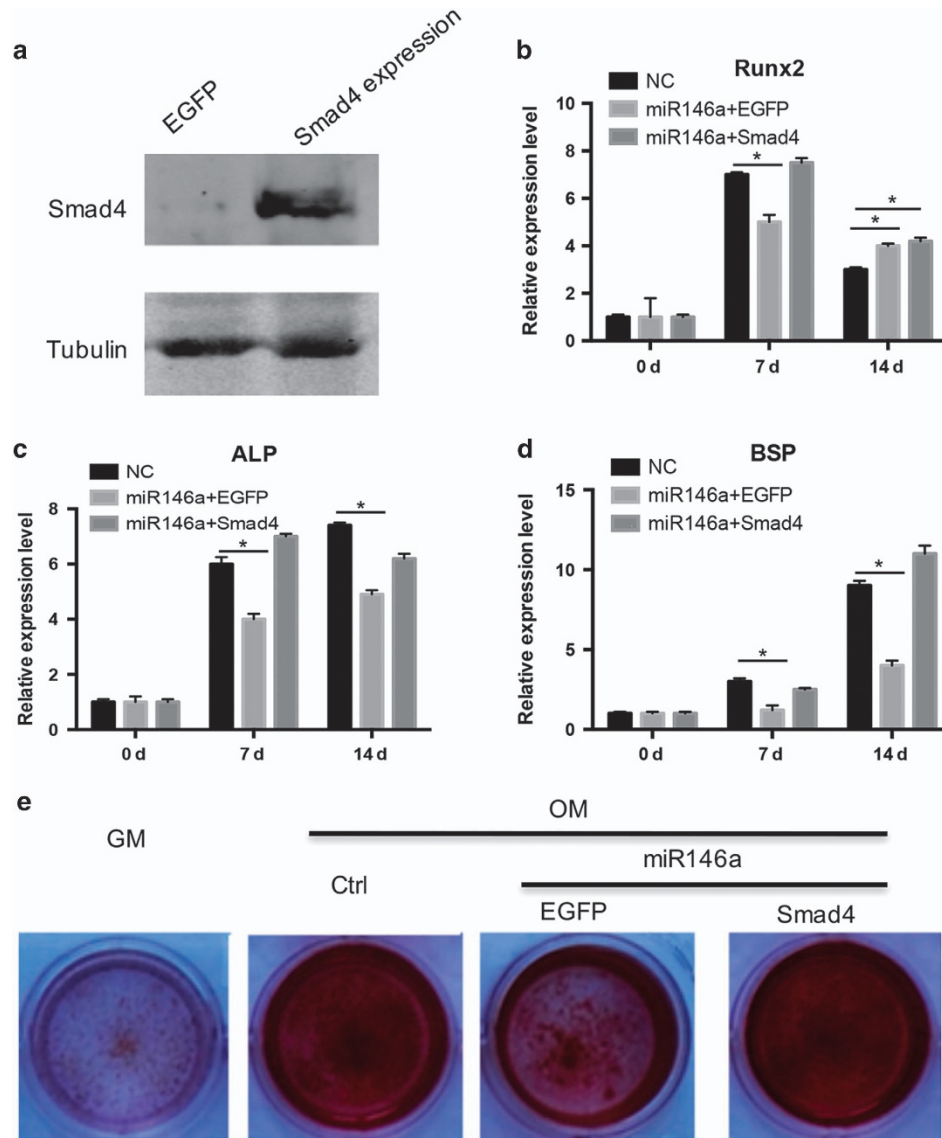 a
EGFP
Smad4 expression
Smad4
Tubulin
b
Runx2
NC
miR146a+EGFP
miR146a+Smad4
Relative expression level
10
8
6
4
2
0
*
*
*
0 d
7 d
14 d
c
ALP
NC
miR146a+EGFP
miR146a+Smad4
Relative expression level
8
6
4
2
0
*
*
0 d
7 d
14 d
d
BSP
NC
miR146a+EGFP
miR146a+Smad4
Relative expression level
15
10
5
0
*
*
0 d
7 d
14 d
e
GM
OM
Ctrl
miR146a
EGFP
Smad4